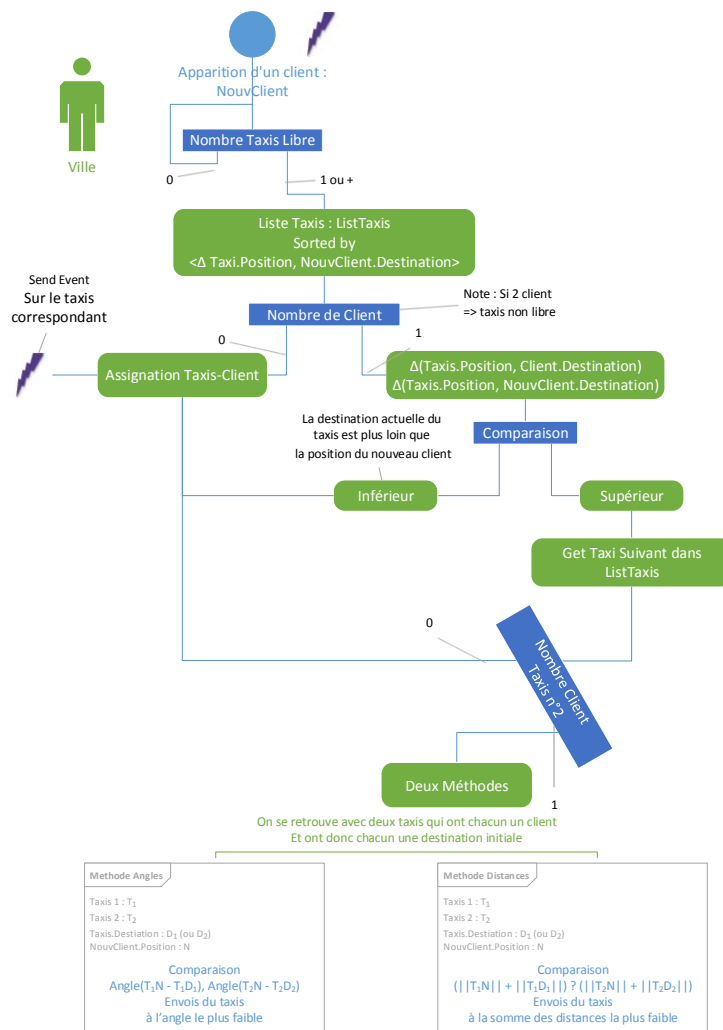 Apparition d'un client :
NouvClient
Ville
Nombre Taxis Libre
0
1 ou +
Liste Taxis : ListTaxis
Sorted by
<Δ Taxi.Position, NouvClient.Destination>
Send Event
Sur le taxis
correspondant
Nombre de Client
Note : Si 2 client
=> taxis non libre
0
1
Assignation Taxis-Client
Δ(Taxis.Position, Client.Destination)
Δ(Taxis.Position, NouvClient.Destination)
La destination actuelle du
taxis est plus loin que
la position du nouveau client
Comparaison
Inférieur
Supérieur
Get Taxi Suivant dans
ListTaxis
0
Nombre Client
Taxis n°2
Deux Méthodes
1
On se retrouve avec deux taxis qui ont chacun un client
Et ont donc chacun une destination initiale
Methode Angles
Taxis 1 : T₁
Taxis 2 : T₂
Taxis.Destiation : D₁ (ou D₂)
NouvClient.Position : N
Comparaison
Angle(T₁N - T₁D₁), Angle(T₂N - T₂D₂)
Envois du taxis
à l'angle le plus faible
Methode Distances
Taxis 1 : T₁
Taxis 2 : T₂
Taxis.Destiation : D₁ (ou D₂)
NouvClient.Position : N
Comparaison
(||T₁N|| + ||T₁D₁||) ? (||T₂N|| + ||T₂D₂||)
Envois du taxis
à la somme des distances la plus faible